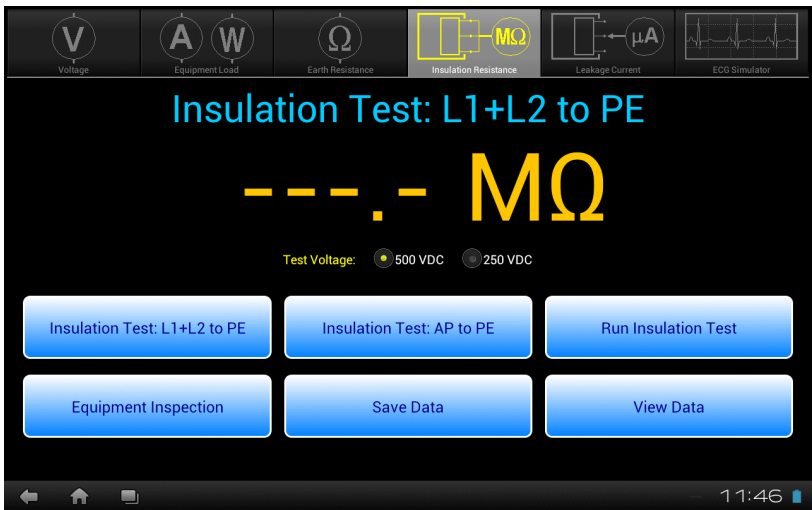 V A W Ω MΩ µA
Voltage Equipment Load Earth Resistance Insulation Resistance Leakage Current ECG Simulator
Insulation Test: L1+L2 to PE
---.- MΩ
Test Voltage: 500 VDC 250 VDC
Insulation Test: L1+L2 to PE Insulation Test: AP to PE Run Insulation Test
Equipment Inspection Save Data View Data
11:46